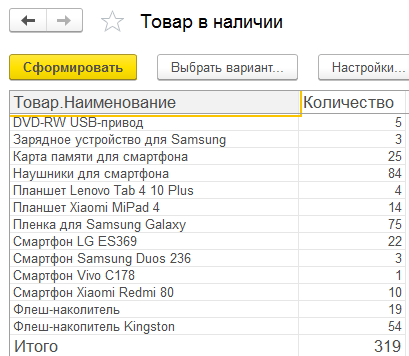 Товар в наличии
Сформировать Выбрать вариант... Настройки...
Товар.Наименование Количество
DVD-RW USB-привод 5
Зарядное устройство для Samsung 3
Карта памяти для смартфона 25
Наушники для смартфона 84
Планшет Lenovo Tab 4 10 Plus 4
Планшет Xiaomi MiPad 4 14
Пленка для Samsung Galaxy 75
Смартфон LG ES369 22
Смартфон Samsung Duos 236 3
Смартфон Vivo C178 1
Смартфон Xiaomi Redmi 80 10
Флеш-наколитель 19
Флеш-накопитель Kingston 54
Итого 319